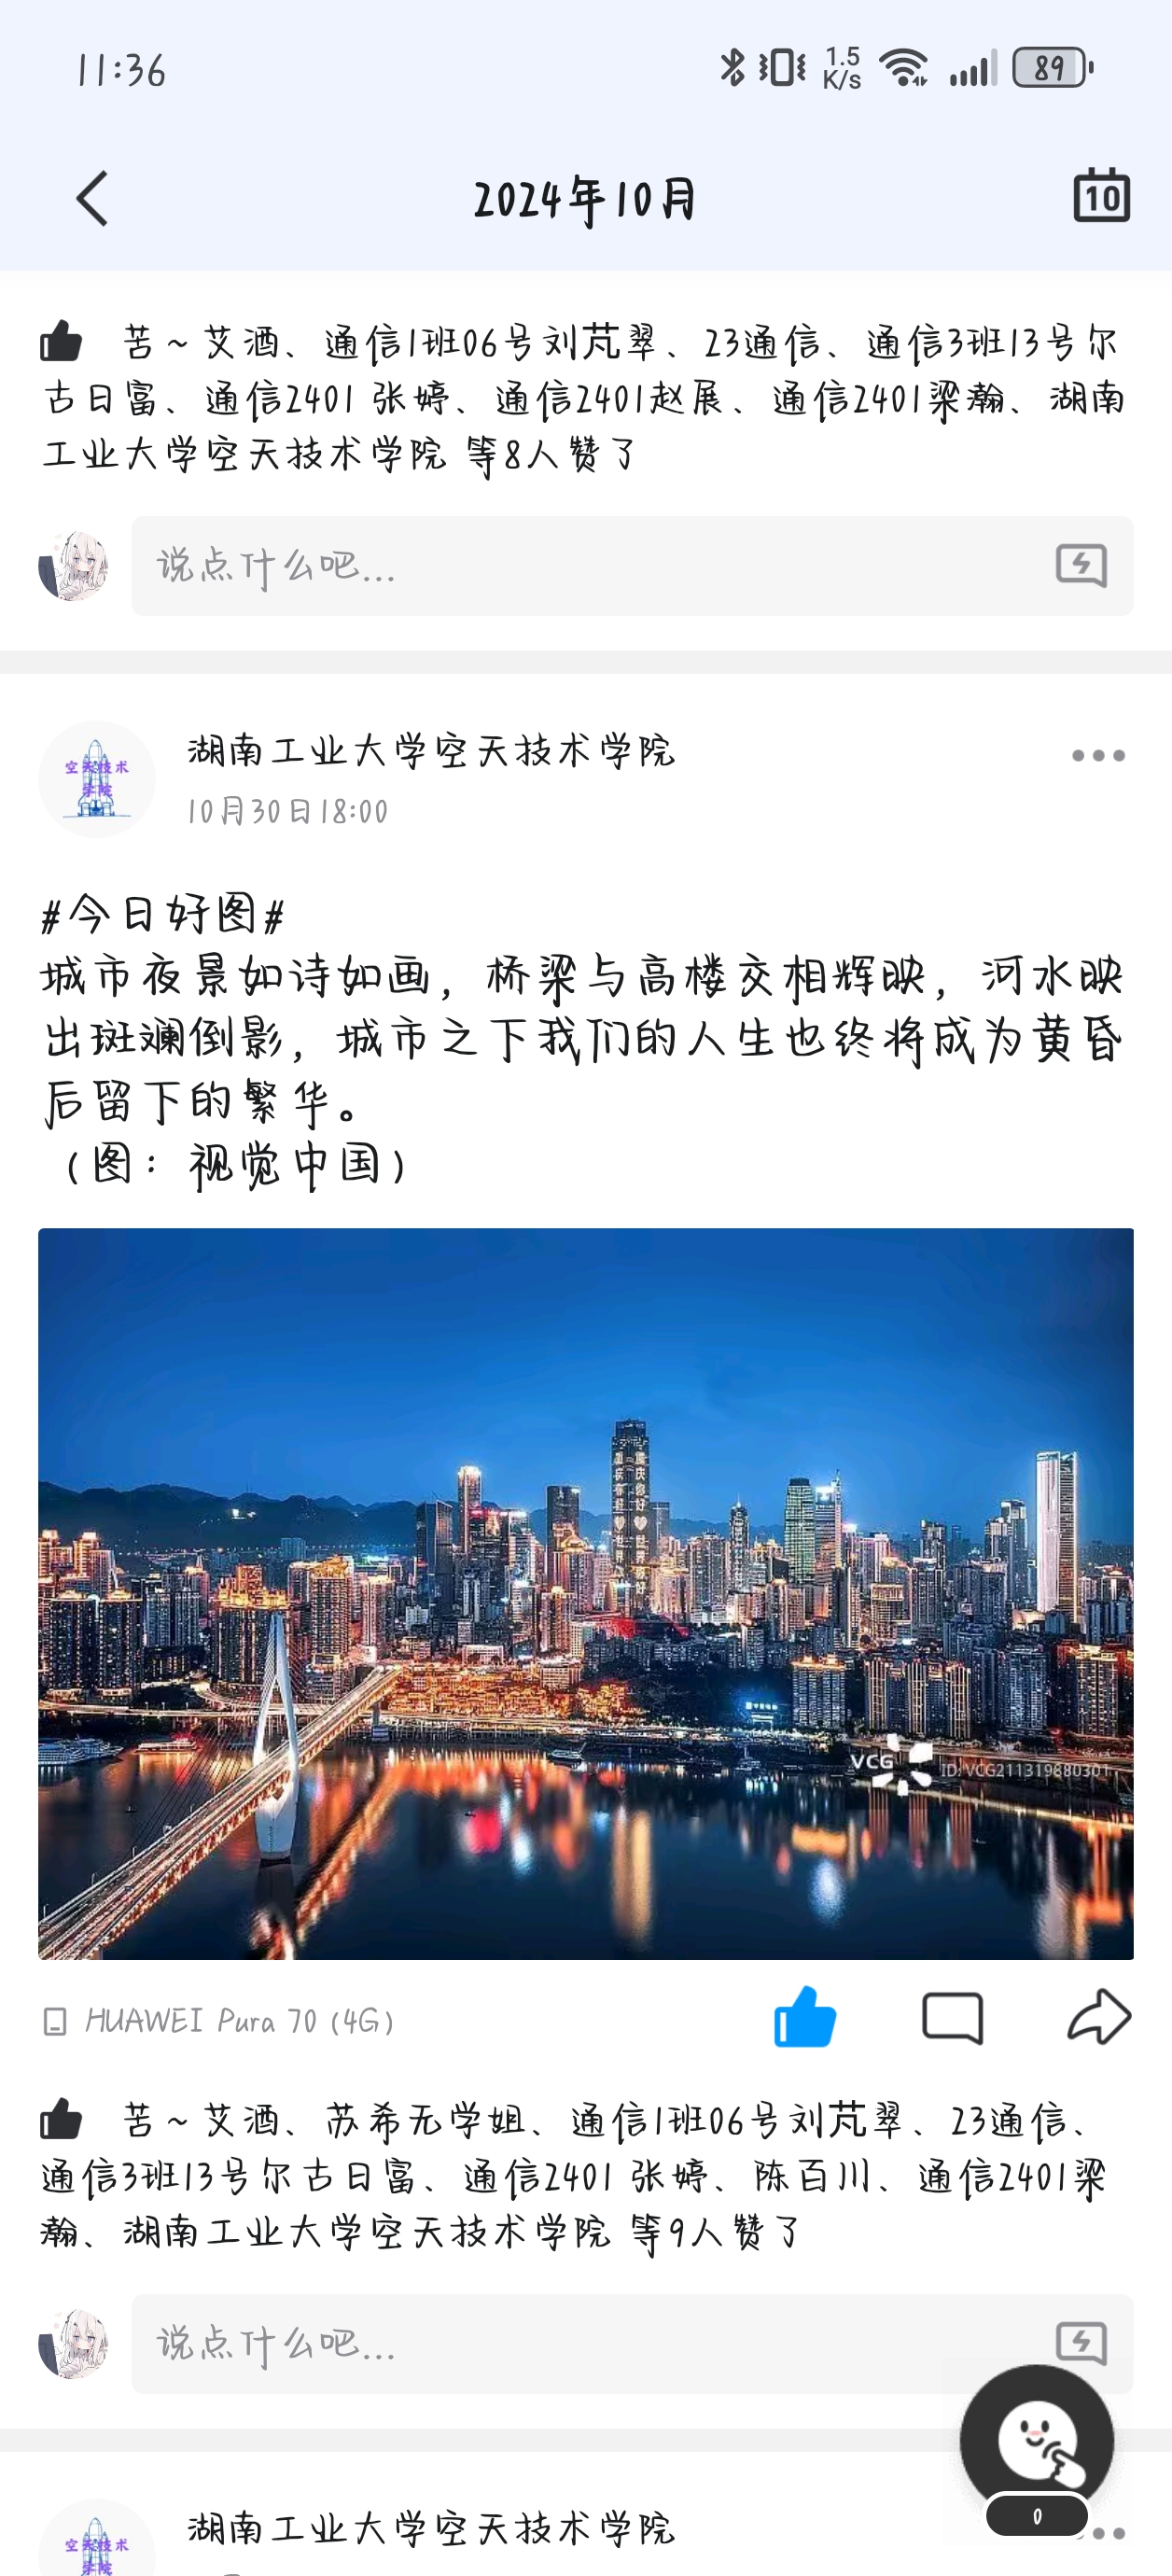 11:36
1.5
K/s
89
2024年10月
10
苦~艾酒、通信1班06号刘芃翠、23通信、通信3班13号尔
古日富、通信2401 张婷、通信2401赵展、通信2401梁瀚、湖南
工业大学空天技术学院 等8人赞了
说点什么吧...
空天技术
学院
湖南工业大学空天技术学院
10月30日18:00
#今日好图#
城市夜景如诗如画，桥梁与高楼交相辉映，河水映
出斑斓倒影，城市之下我们的人生也终将成为黄昏
后留下的繁华。
（图：视觉中国）
重庆你好♡世界你好
VCG
ID:VCG211319880301
HUAWEI Pura 70 (4G)
苦~艾酒、苏希无学姐、通信1班06号刘芃翠、23通信、
通信3班13号尔古日富、通信2401 张婷、陈百川、通信2401梁
瀚、湖南工业大学空天技术学院 等9人赞了
说点什么吧...
0
空天技术
学院
湖南工业大学空天技术学院